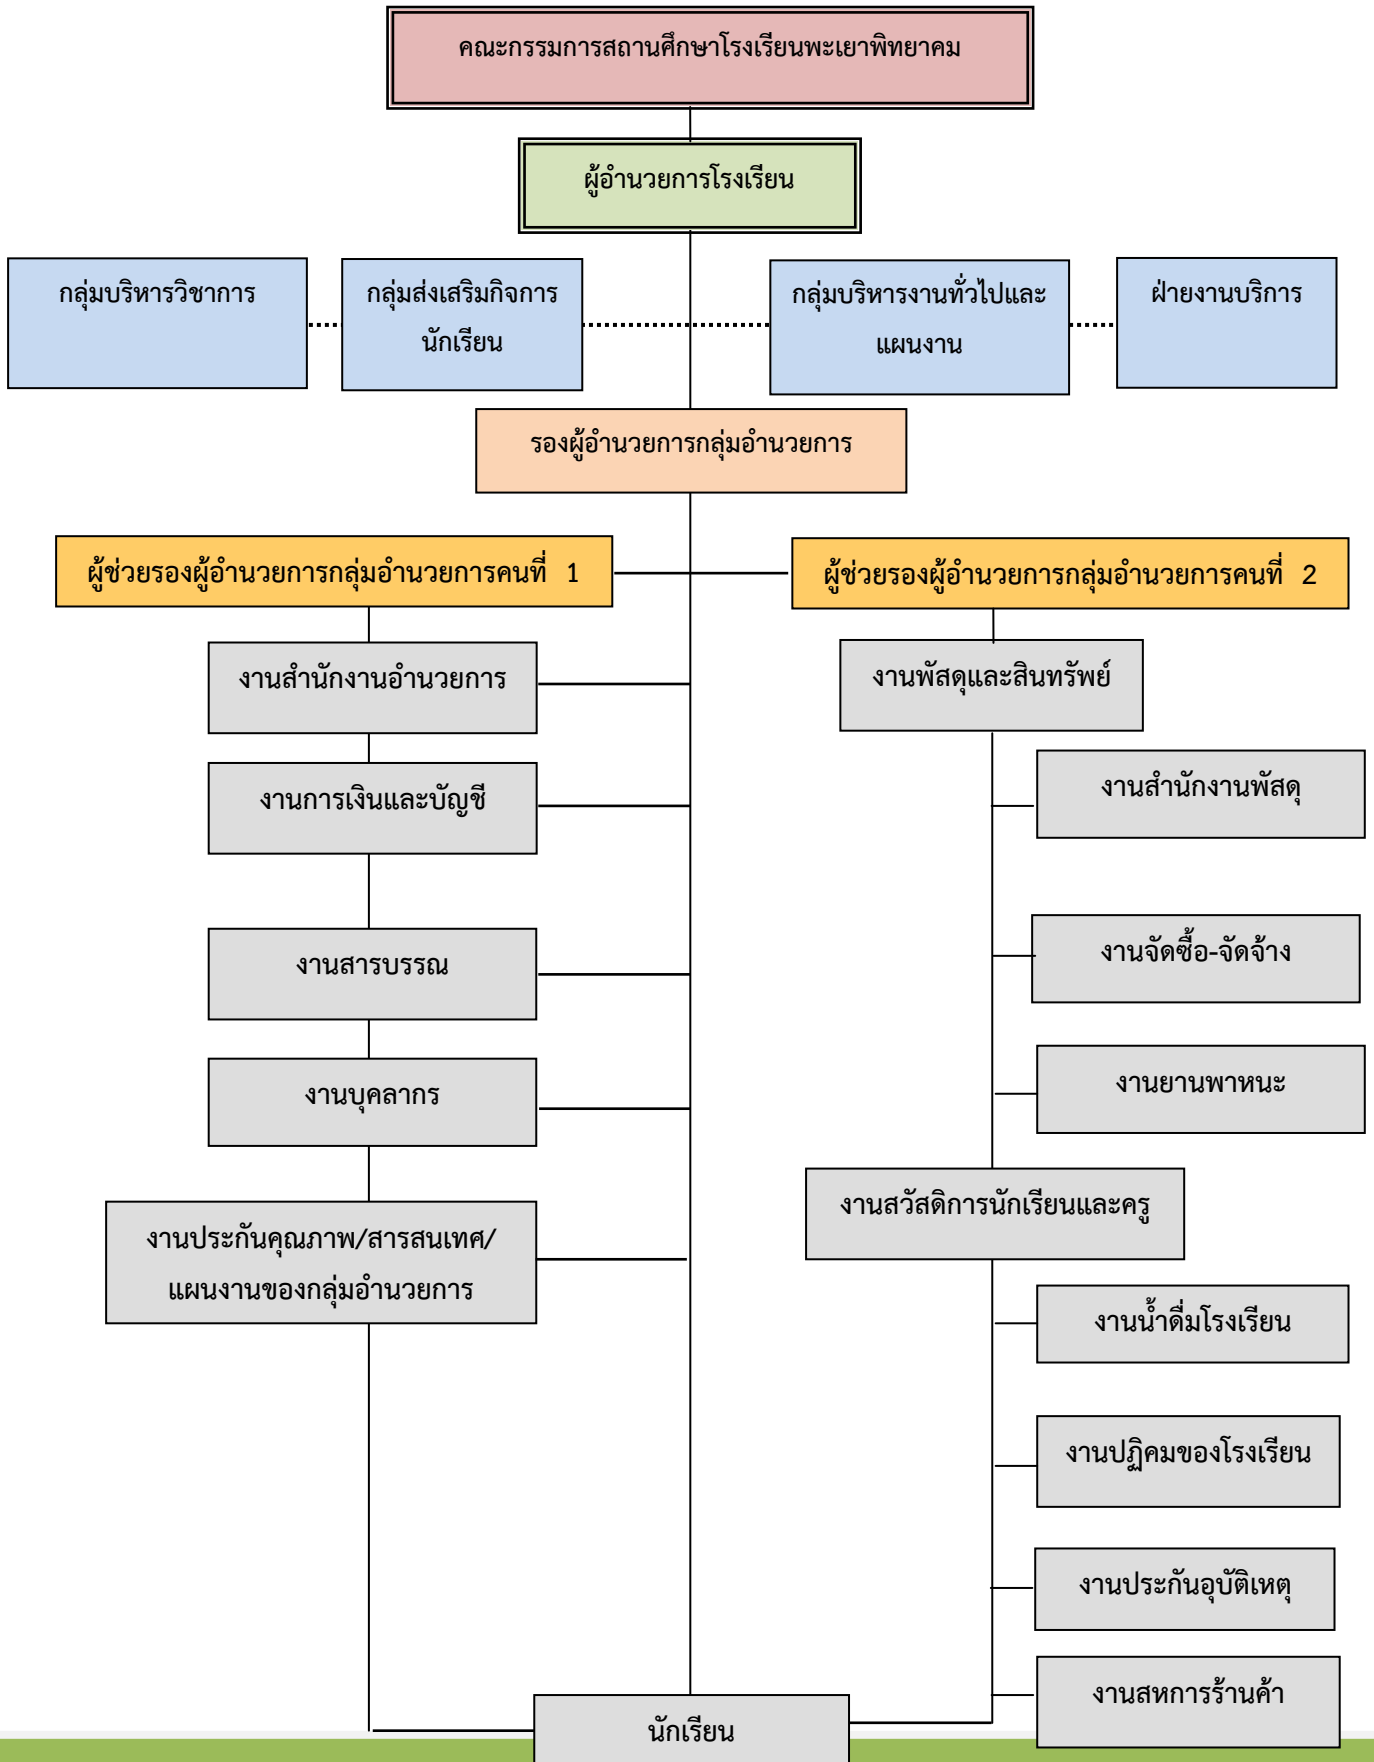 คณะกรรมการสถานศึกษาโรงเรียนพะเยาพิทยาคม
ผู้อำนวยการโรงเรียน
กลุ่มบริหารวิชาการ
กลุ่มส่งเสริมกิจการ
นักเรียน
กลุ่มบริหารงานทั่วไปและ
แผนงาน
ฝ่ายงานบริการ
รองผู้อำนวยการกลุ่มอำนวยการ
ผู้ช่วยรองผู้อำนวยการกลุ่มอำนวยการคนที่ 1
ผู้ช่วยรองผู้อำนวยการกลุ่มอำนวยการคนที่ 2
งานสำนักงานอำนวยการ
งานการเงินและบัญชี
งานสารบรรณ
งานบุคลากร
งานประกันคุณภาพ/สารสนเทศ/
แผนงานของกลุ่มอำนวยการ
งานพัสดุและสินทรัพย์
งานสำนักงานพัสดุ
งานจัดซื้อ-จัดจ้าง
งานยานพาหนะ
งานสวัสดิการนักเรียนและครู
งานน้ำดื่มโรงเรียน
งานปฏิคมของโรงเรียน
งานประกันอุบัติเหตุ
งานสหการร้านค้า
นักเรียน